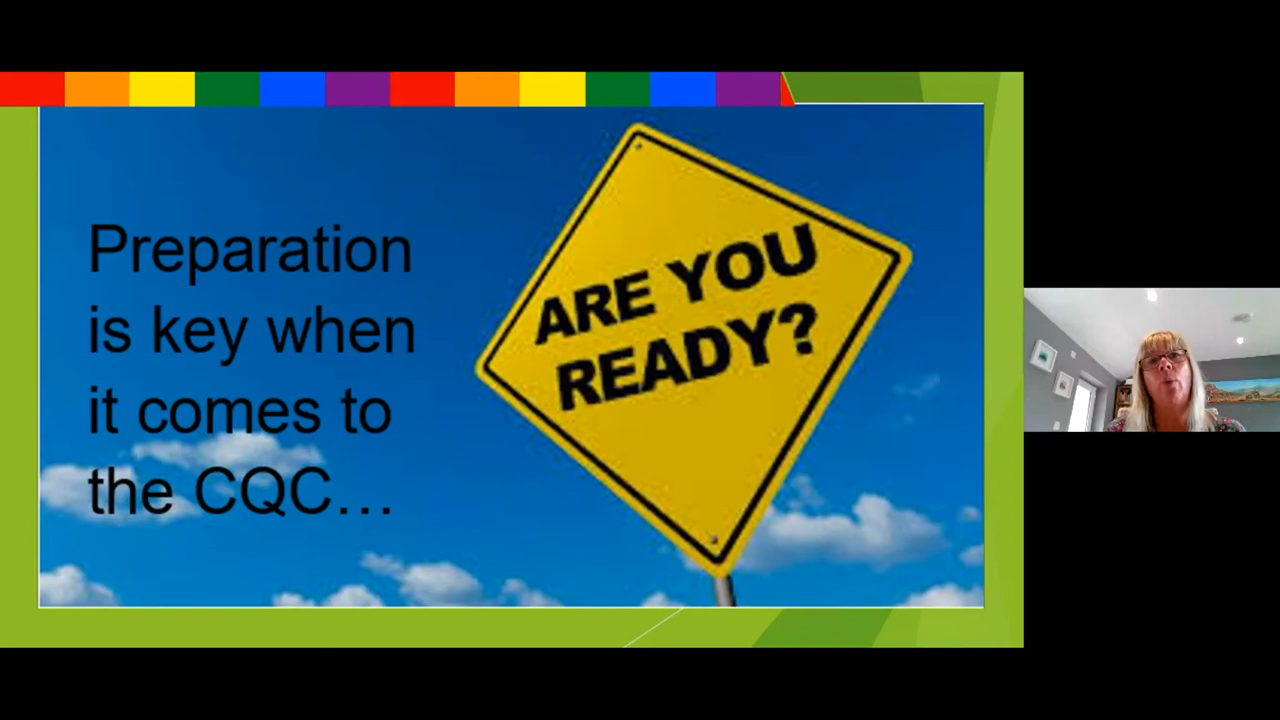 Preparation
is key when
it comes to
the CQC…
ARE YOU
READY?